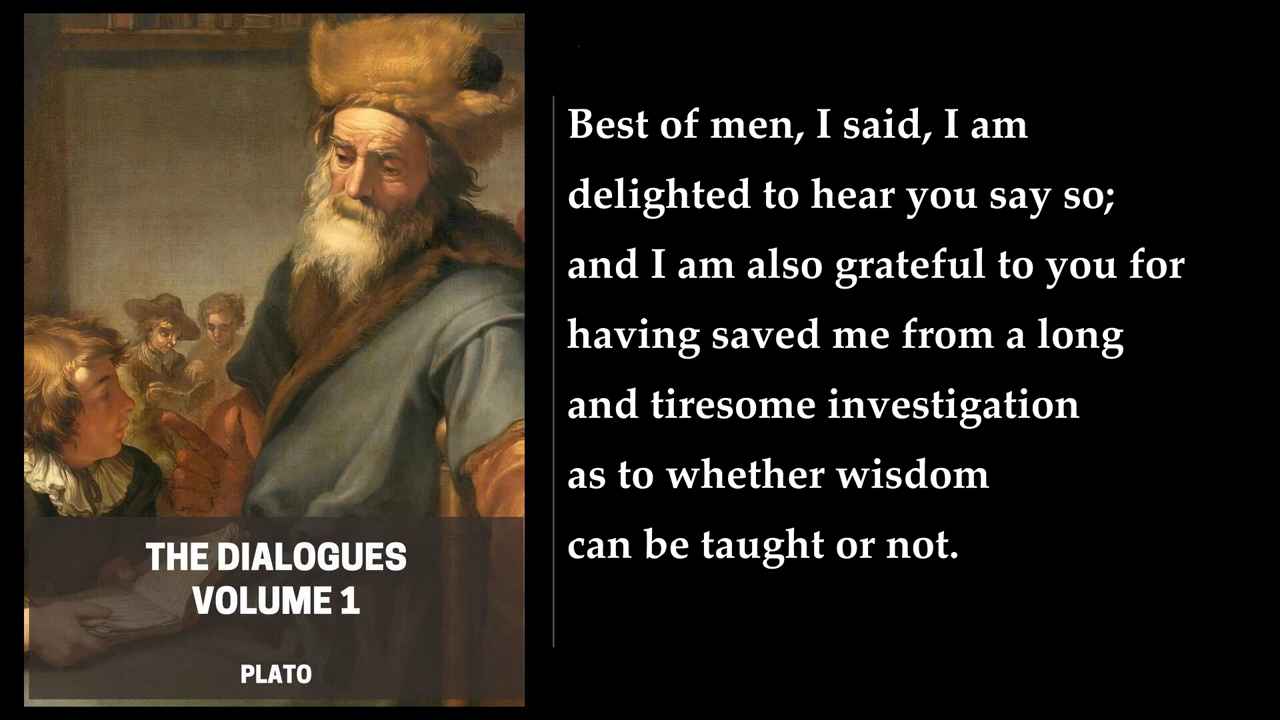 THE DIALOGUES
VOLUME 1
PLATO
Best of men, I said, I am
delighted to hear you say so;
and I am also grateful to you for
having saved me from a long
and tiresome investigation
as to whether wisdom
can be taught or not.